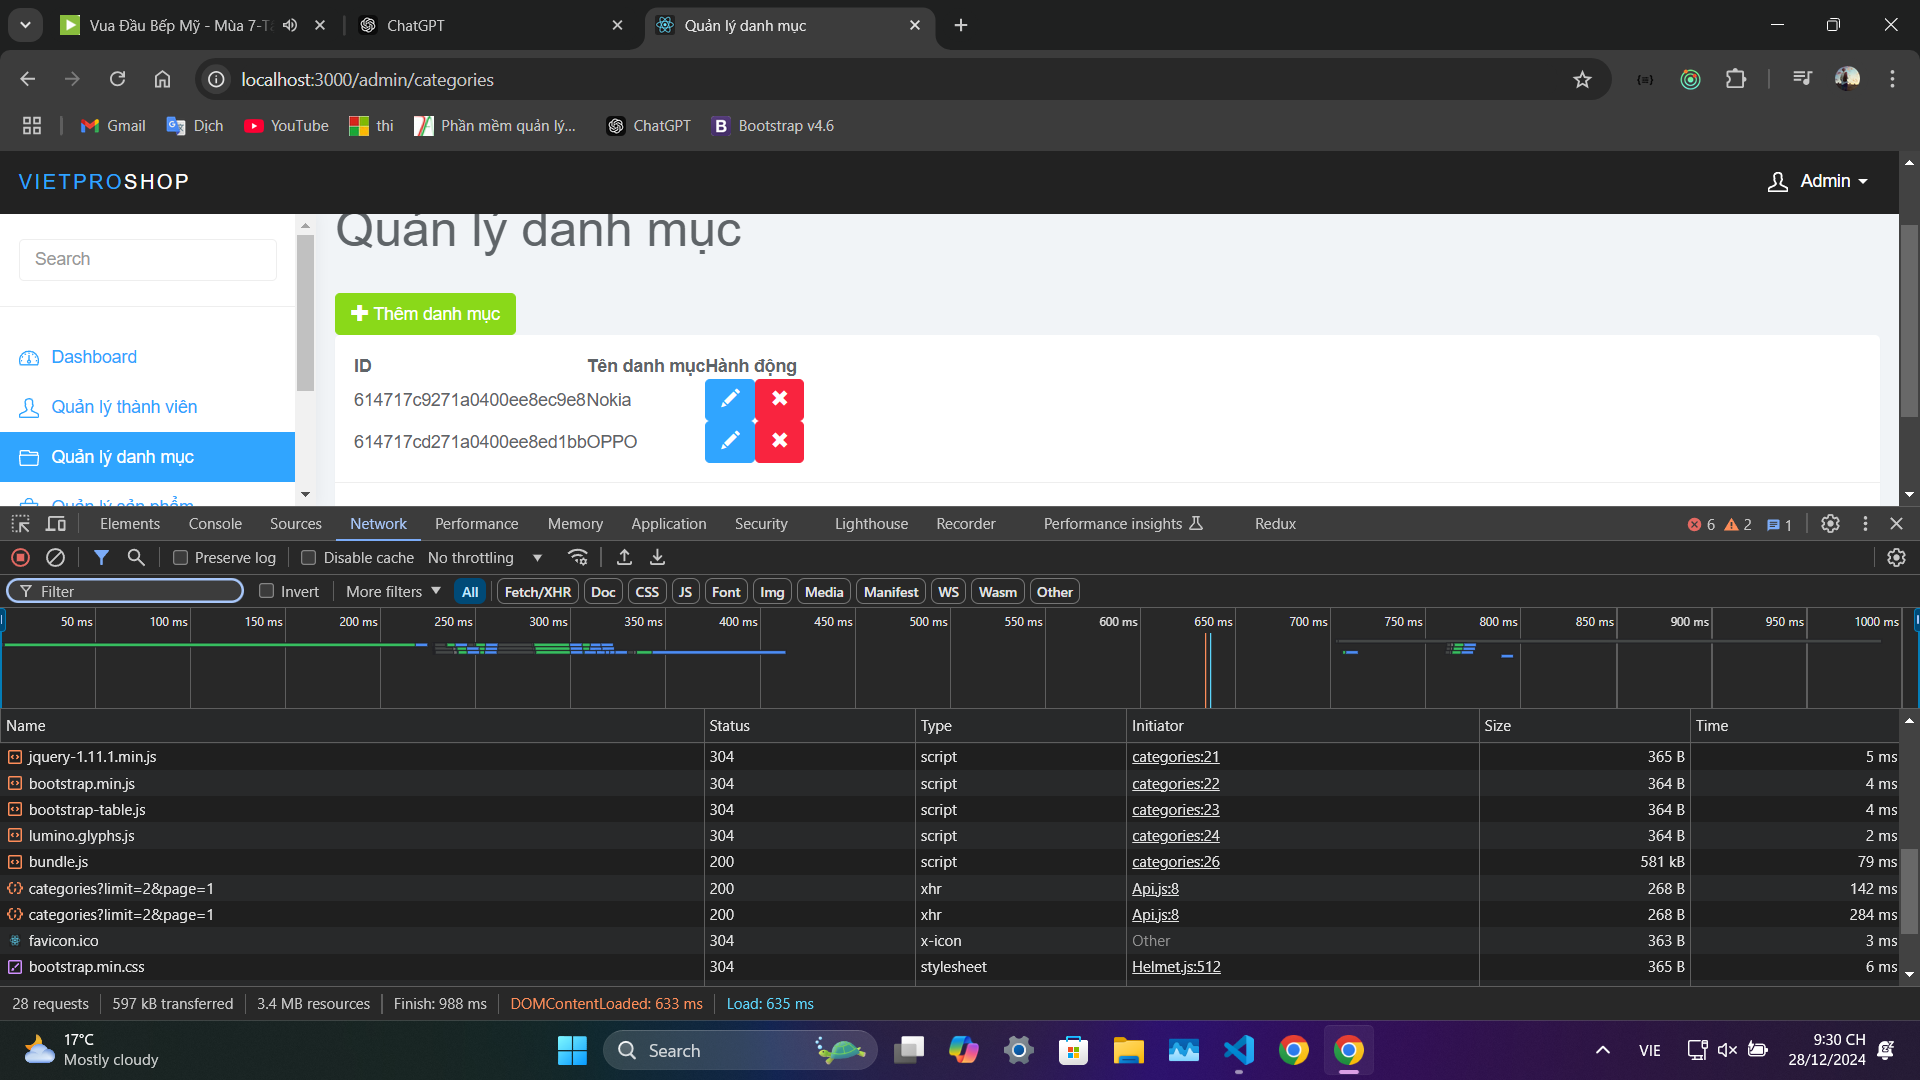 Vua Đầu Bếp Mỹ - Mùa 7-Tậ
ChatGPT
Quản lý danh mục
localhost:3000/admin/categories
Gmail
Dịch
YouTube
thi
Phần mềm quản lý...
ChatGPT
Bootstrap v4.6
VIETPROSHOP
Admin
Search
Dashboard
Quản lý thành viên
Quản lý danh mục
Quản lý sản phẩm
Quản lý danh mục
Thêm danh mục
ID Tên danh mục Hành động
614717c9271a0400ee8ec9e8 Nokia
614717cd271a0400ee8ed1bb OPPO
Elements Console Sources Network Performance Memory Application Security Lighthouse Recorder Performance insights Redux 6 2 1
Preserve log Disable cache No throttling
Filter Invert More filters All Fetch/XHR Doc CSS JS Font Img Media Manifest WS Wasm Other
50 ms 100 ms 150 ms 200 ms 250 ms 300 ms 350 ms 400 ms 450 ms 500 ms 550 ms 600 ms 650 ms 700 ms 750 ms 800 ms 850 ms 900 ms 950 ms 1000 ms
Name Status Type Initiator Size Time
jquery-1.11.1.min.js 304 script categories:21 365 B 5 ms
bootstrap.min.js 304 script categories:22 364 B 4 ms
bootstrap-table.js 304 script categories:23 364 B 4 ms
lumino.glyphs.js 304 script categories:24 364 B 2 ms
bundle.js 200 script categories:26 581 kB 79 ms
categories?limit=2&page=1 200 xhr Api.js:8 268 B 142 ms
categories?limit=2&page=1 200 xhr Api.js:8 268 B 284 ms
favicon.ico 304 x-icon Other 363 B 3 ms
bootstrap.min.css 304 stylesheet Helmet.js:512 365 B 6 ms
28 requests 597 kB transferred 3.4 MB resources Finish: 988 ms DOMContentLoaded: 633 ms Load: 635 ms
17°C
Mostly cloudy
Search
VIE
9:30 CH
28/12/2024